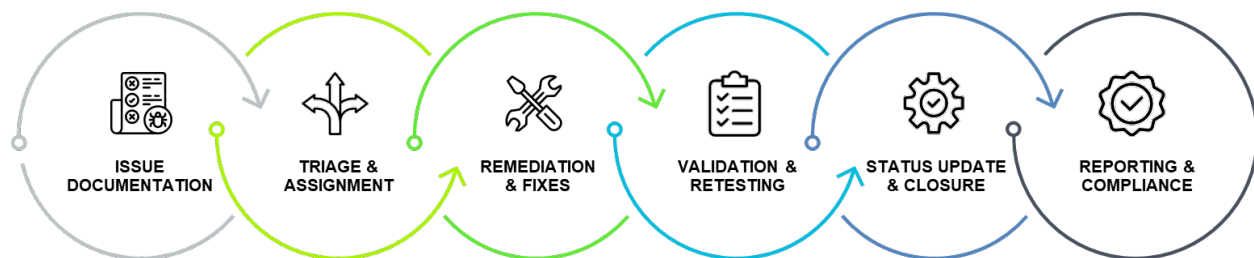 ISSUE
DOCUMENTATION
TRIAGE &
ASSIGNMENT
REMEDIATION
& FIXES
VALIDATION &
RETESTING
STATUS UPDATE
& CLOSURE
REPORTING &
COMPLIANCE